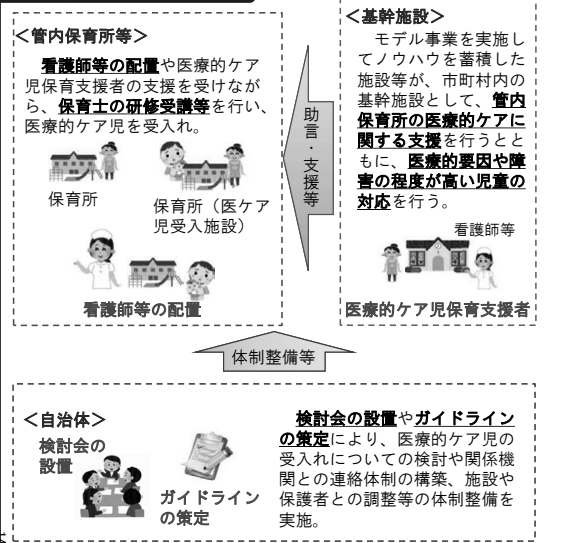 ＜管内保育所等＞
看護師等の配置や医療的ケア
児保育支援者の支援を受けなが
ら、保育士の研修受講等を行い、
医療的ケア児を受入れ。
保育所
保育所（医ケア
児受入施設）
看護師等の配置
助言・支援等
＜基幹施設＞
モデル事業を実施し
てノウハウを蓄積した
施設等が、市町村内の
基幹施設として、管内
保育所の医療的ケアに
関する支援を行うとと
もに、医療的要因や障
害の程度が高い児童の
対応を行う。
看護師等
医療的ケア児保育支援者
体制整備等
＜自治体＞
検討会の
設置
ガイドライン
の策定
検討会の設置やガイドライン
の策定により、医療的ケア児の
受入れについての検討や関係機
関との連絡体制の構築、施設や
保護者との調整等の体制整備を
実施。